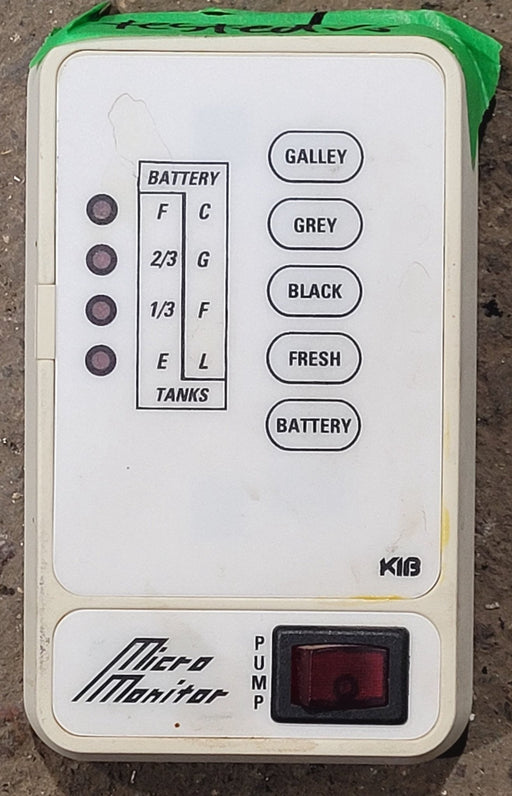 BATTERY
F C
2/3 G
1/3 F
E L
TANKS
GALLEY
GREY
BLACK
FRESH
BATTERY
KIB
Micro
Monitor
PUMP